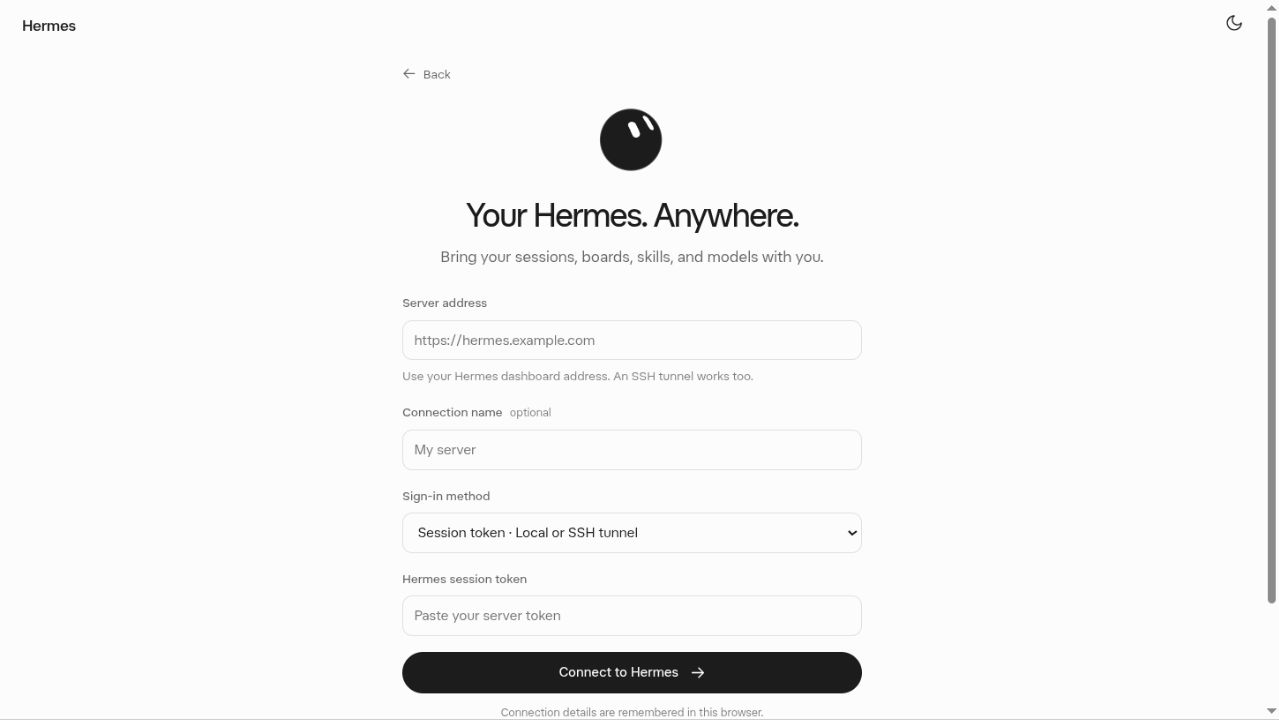 Hermes
Back
Your Hermes. Anywhere.
Bring your sessions, boards, skills, and models with you.
Server address
https://hermes.example.com
Use your Hermes dashboard address. An SSH tunnel works too.
Connection name optional
My server
Sign-in method
Session token · Local or SSH tunnel
Hermes session token
Paste your server token
Connect to Hermes
Connection details are remembered in this browser.